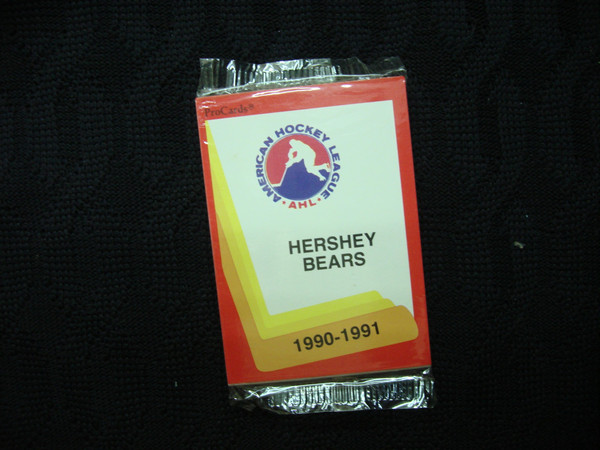 ProCards®
AMERICAN HOCKEY LEAGUE
• AHL •
HERSHEY
BEARS
1990-1991